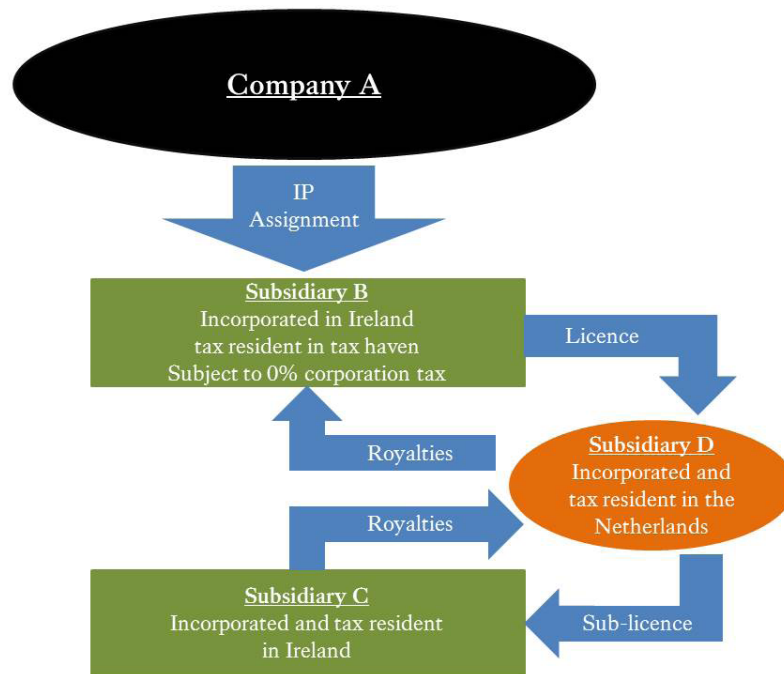 Company A
IP
Assignment
Subsidiary B
Incorporated in Ireland
tax resident in tax haven
Subject to 0% corporation tax
Licence
Royalties
Subsidiary D
Incorporated and
tax resident in the
Netherlands
Royalties
Subsidiary C
Incorporated and tax resident
in Ireland
Sub-licence